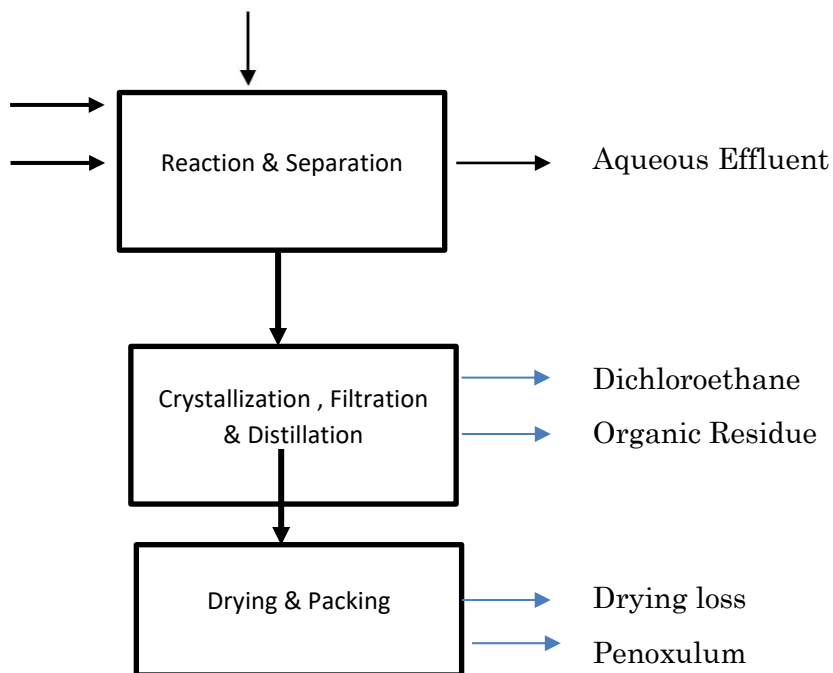 Reaction & Separation
Aqueous Effluent
Crystallization , Filtration
& Distillation
Dichloroethane
Organic Residue
Drying & Packing
Drying loss
Penoxulum